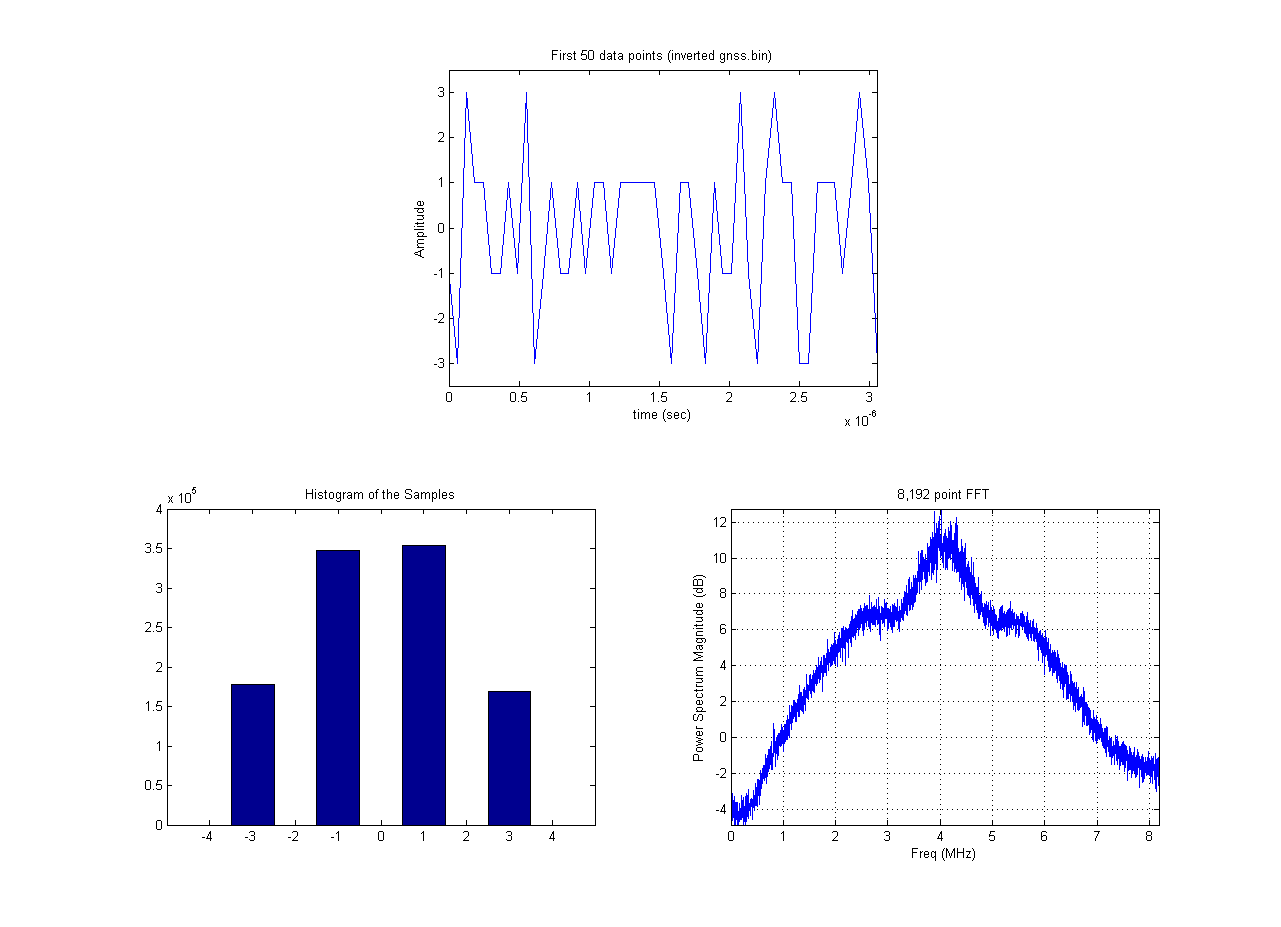 First 50 data points (inverted gnss.bin)
3
2
1
0
-1
-2
-3
Amplitude
0 0.5 1 1.5 2 2.5 3
time (sec)
x 10^-6
Histogram of the Samples
x 10^5
4
3.5
3
2.5
2
1.5
1
0.5
0
-4 -3 -2 -1 0 1 2 3 4
8,192 point FFT
12
10
8
6
4
2
0
-2
-4
Power Spectrum Magnitude (dB)
0 1 2 3 4 5 6 7 8
Freq (MHz)